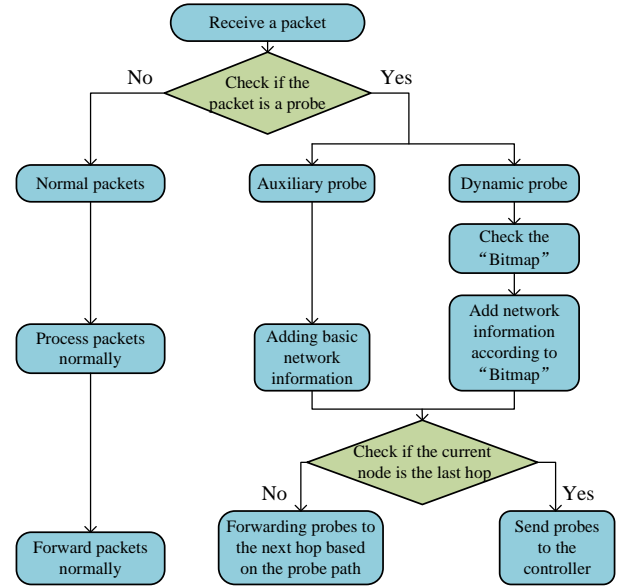 Receive a packet
No
Check if the
packet is a probe
Yes
Normal packets
Auxiliary probe
Dynamic probe
Check the
“Bitmap”
Process packets
normally
Adding basic
network
information
Add network
information
according to
“Bitmap”
Check if the current
node is the last hop
No
Yes
Forward packets
normally
Forwarding probes to
the next hop based
on the probe path
Send probes
to the
controller